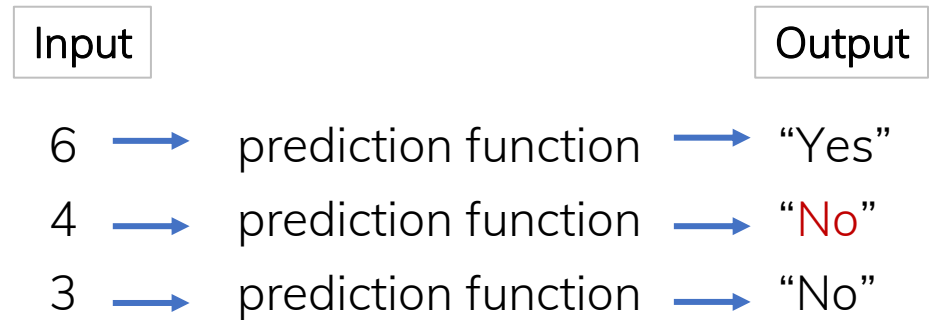 Input Output
6 prediction function “Yes”
4 prediction function “No”
3 prediction function “No”